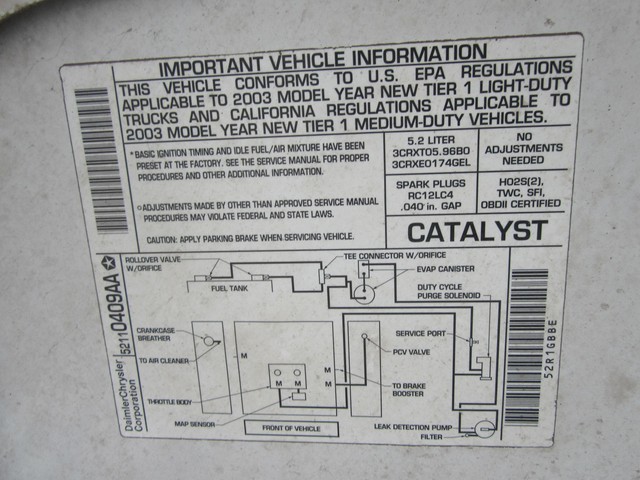 IMPORTANT VEHICLE INFORMATION
THIS VEHICLE CONFORMS TO U.S. EPA REGULATIONS
APPLICABLE TO 2003 MODEL YEAR NEW TIER 1 LIGHT-DUTY
TRUCKS AND CALIFORNIA REGULATIONS APPLICABLE TO
2003 MODEL YEAR NEW TIER 1 MEDIUM-DUTY VEHICLES.
*BASIC IGNITION TIMING AND IDLE FUEL/AIR MIXTURE HAVE BEEN
PRESET AT THE FACTORY. SEE THE SERVICE MANUAL FOR PROPER
PROCEDURES AND OTHER ADDITIONAL INFORMATION.
ADJUSTMENTS MADE BY OTHER THAN APPROVED SERVICE MANUAL
PROCEDURES MAY VIOLATE FEDERAL AND STATE LAWS.
CAUTION: APPLY PARKING BRAKE WHEN SERVICING VEHICLE.
5.2 LITER
3CRXT05.96B0
3CRXE0174GEL
NO
ADJUSTMENTS
NEEDED
SPARK PLUGS
RC12LC4
.040 in. GAP
HO2S(2),
TWC, SFI,
OBDII CERTIFIED
CATALYST
ROLLOVER VALVE
W/ORIFICE
FUEL TANK
TEE CONNECTOR W/ORIFICE
EVAP CANISTER
DUTY CYCLE
PURGE SOLENOID
CRANKCASE
BREATHER
TO AIR CLEANER
THROTTLE BODY
MAP SENSOR
M
M
M
M
M
FRONT OF VEHICLE
PCV VALVE
TO BRAKE
BOOSTER
SERVICE PORT
LEAK DETECTION PUMP
FILTER
DaimlerChrysler
Corporation
52110409AA
52R1GBBE